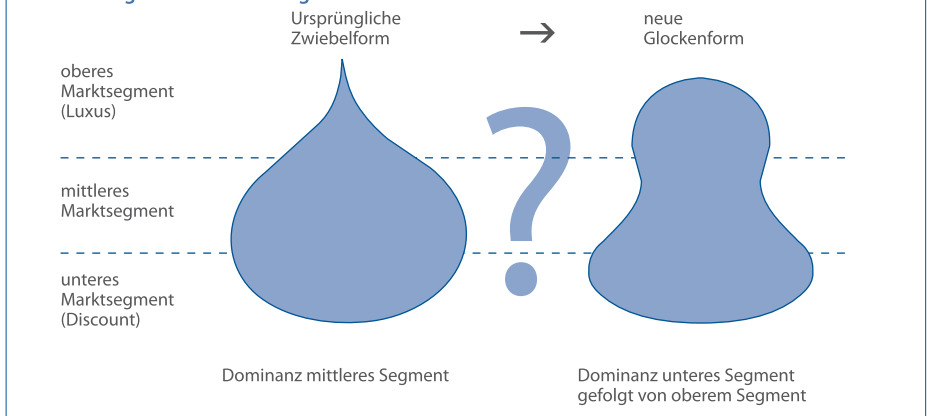 Ursprüngliche
Zwiebelform
→
neue
Glockenform
oberes
Marktsegment
(Luxus)
?
mittleres
Marktsegment
unteres
Marktsegment
(Discount)
Dominanz mittleres Segment
Dominanz unteres Segment
gefolgt von oberem Segment